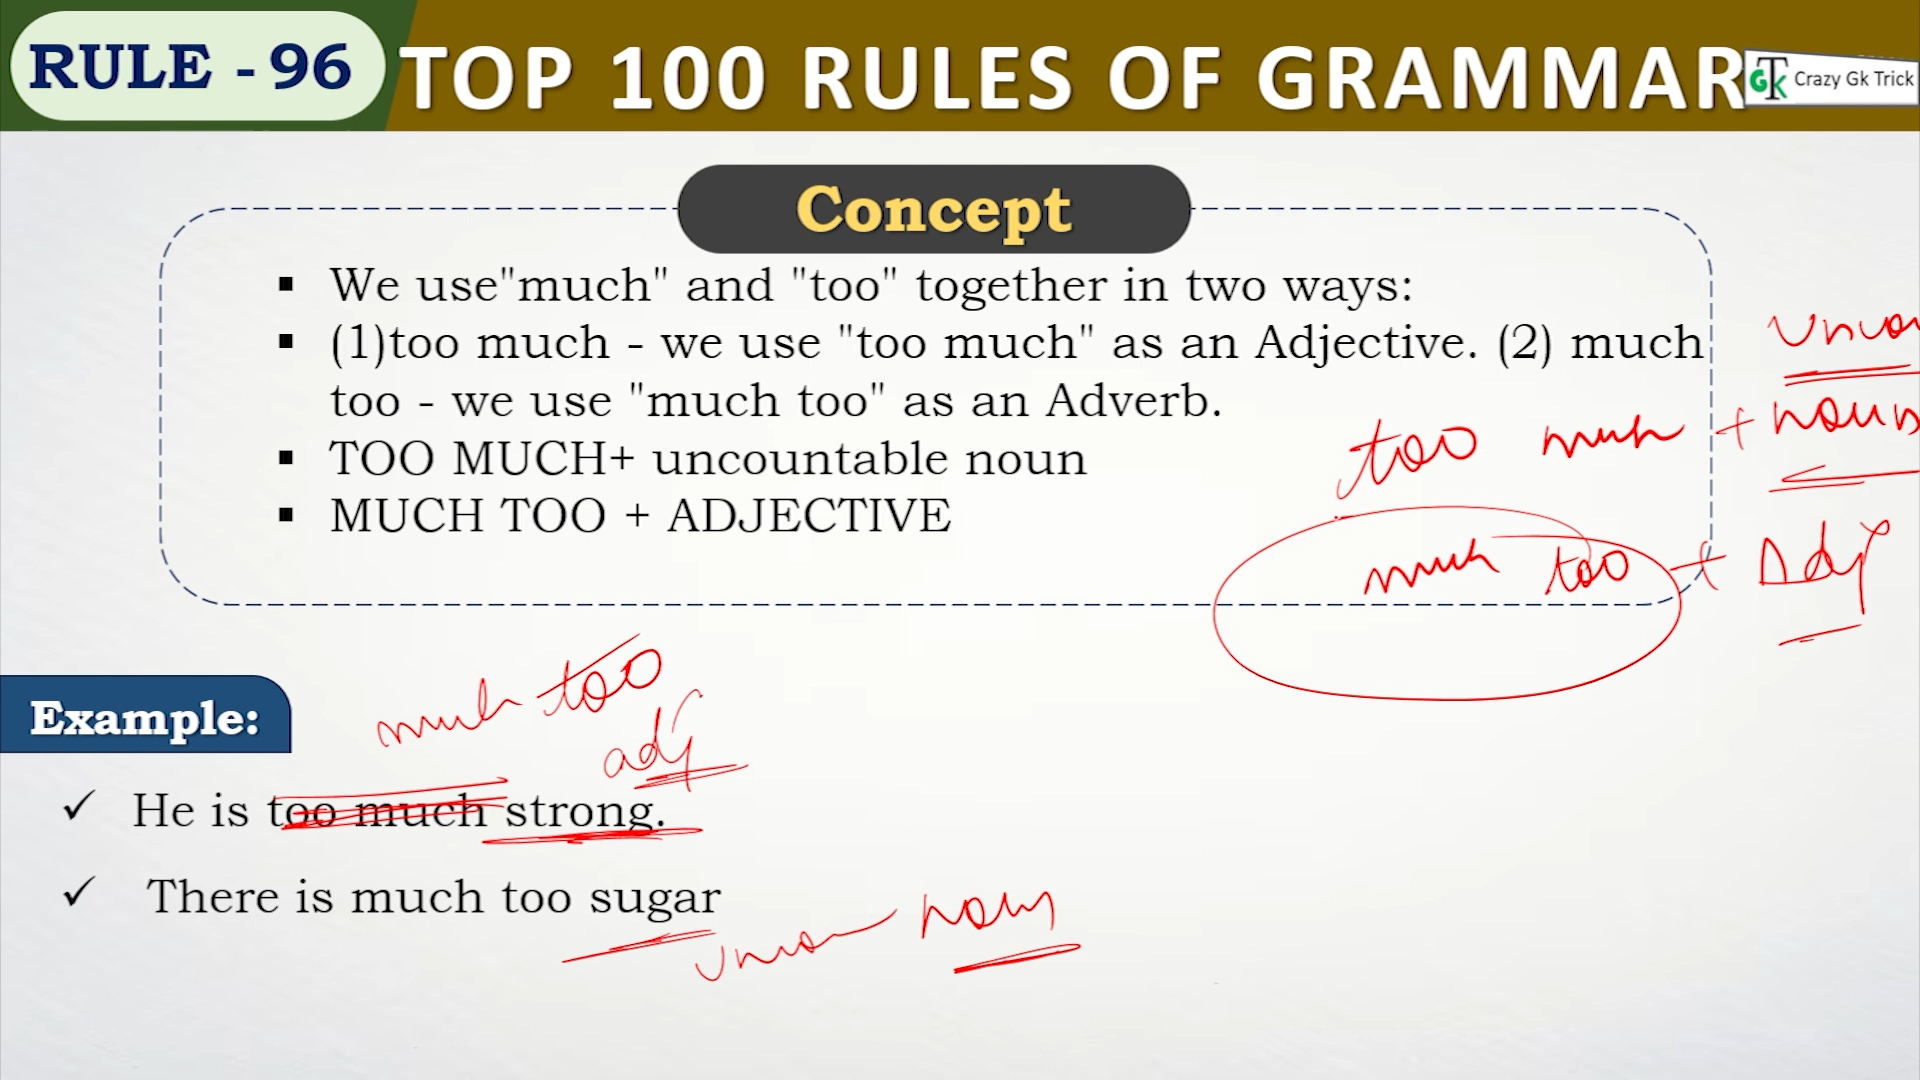 RULE - 96
TOP 100 RULES OF GRAMMAR
GTK Crazy Gk Trick
Concept
▪ We use"much" and "too" together in two ways:
▪ (1)too much - we use "too much" as an Adjective. (2) much
too - we use "much too" as an Adverb.
▪ TOO MUCH+ uncountable noun
▪ MUCH TOO + ADJECTIVE
too much + noun
much too + Adj
Example:
much too
adj
✓ He is too much strong.
✓ There is much too sugar
noun